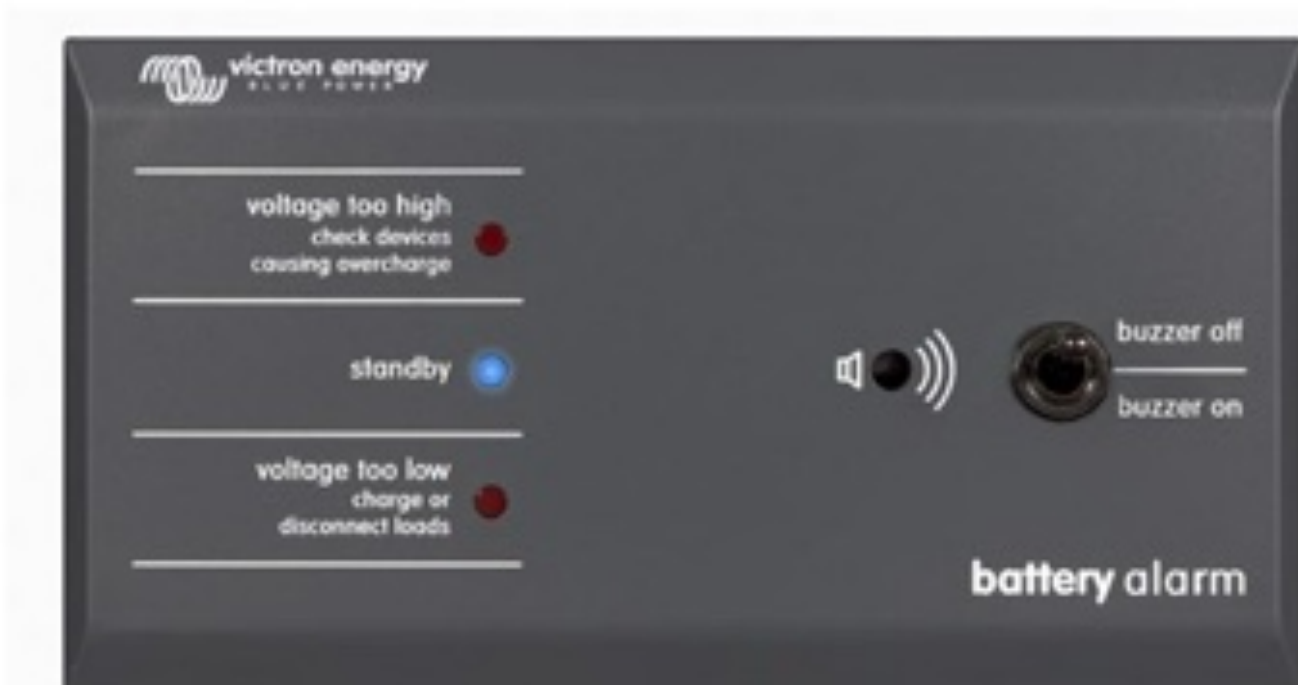 victron energy
BLUE POWER
voltage too high
check devices
causing overcharge
standby
voltage too low
charge or
disconnect loads
buzzer off
buzzer on
battery alarm